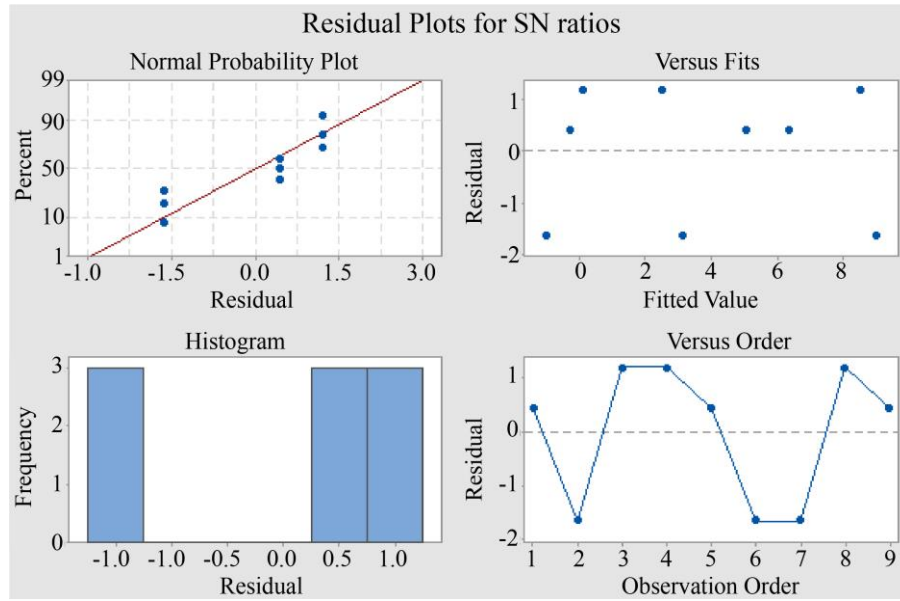 Residual Plots for SN ratios
Normal Probability Plot
99
90
50
10
1
Percent
-1.0 -1.5 0.0 1.5 3.0
Residual
Versus Fits
1
0
-1
-2
Residual
0 2 4 6 8
Fitted Value
Histogram
3
2
1
0
Frequency
-1.0 -1.0 -0.5 0.0 0.5 1.0
Residual
Versus Order
1
0
-1
-2
Residual
1 2 3 4 5 6 7 8 9
Observation Order